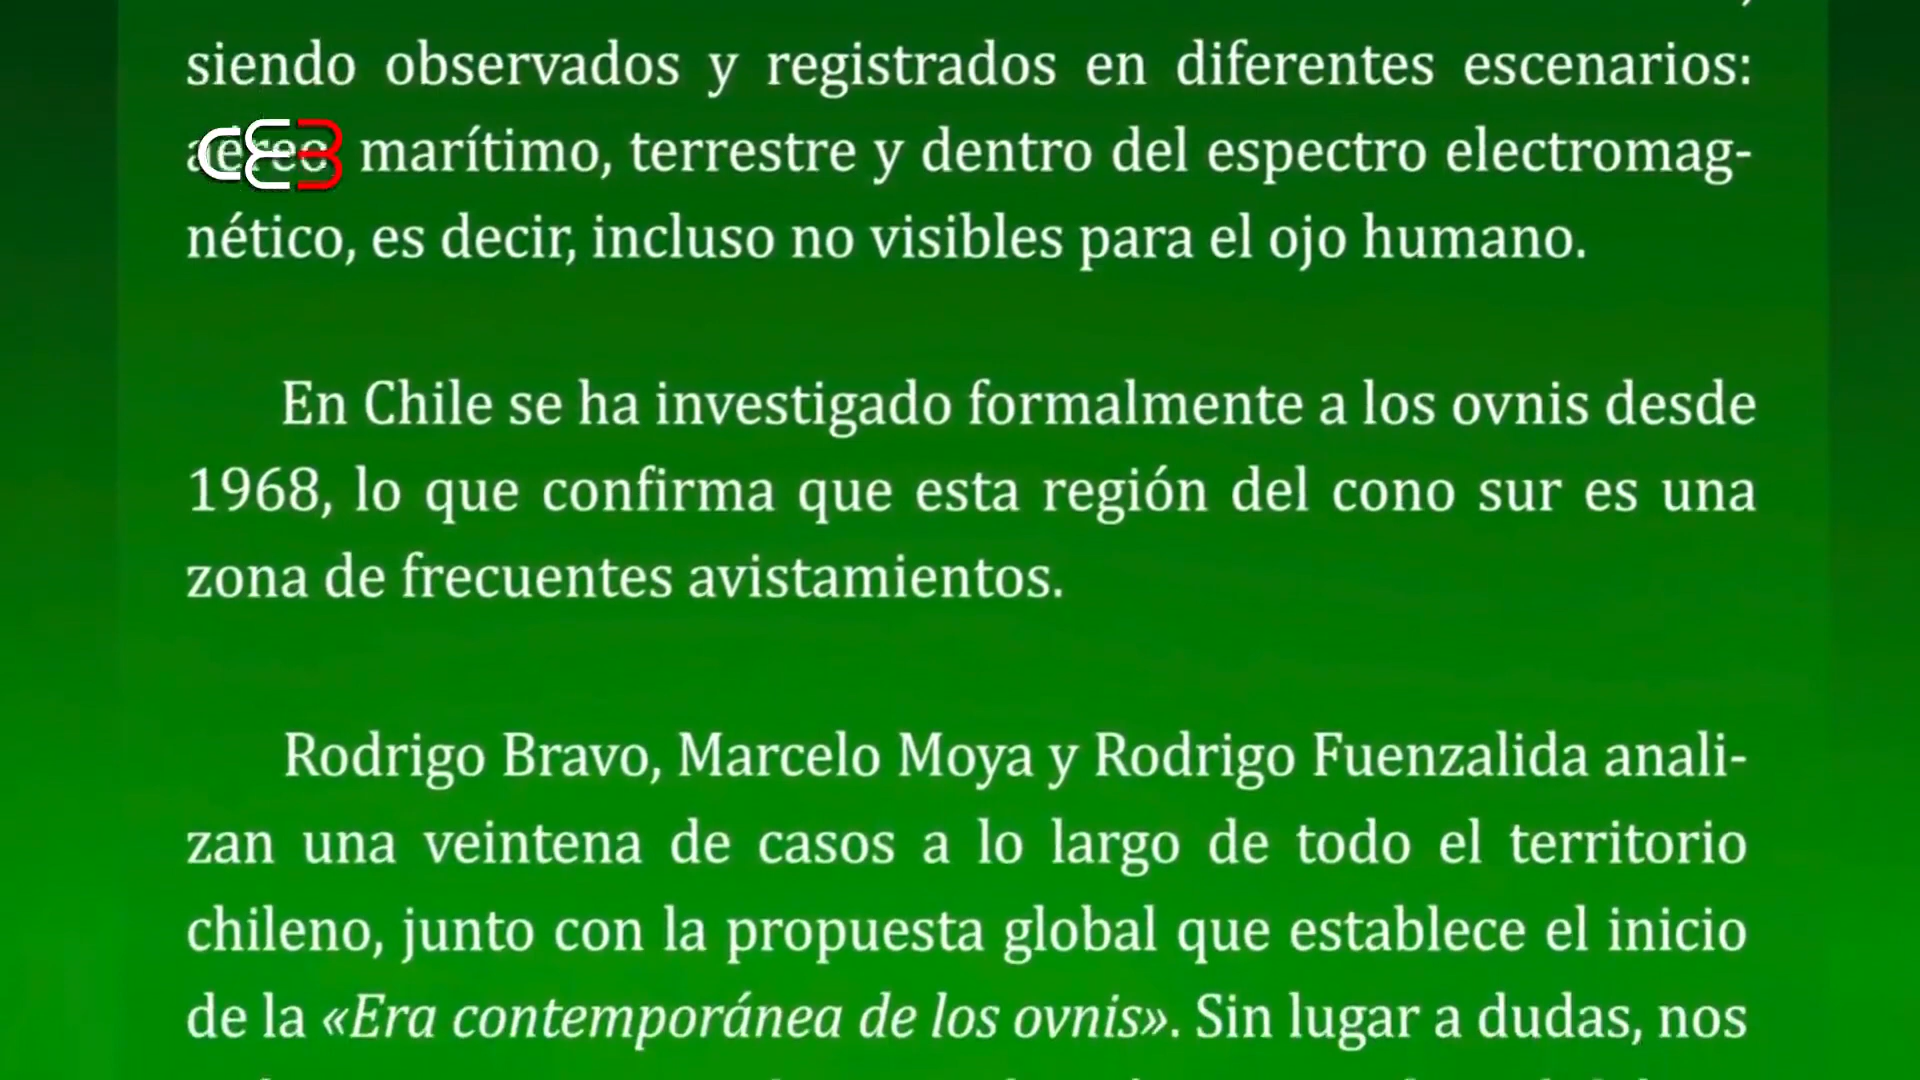 siendo observados y registrados en diferentes escenarios:
aéreo, marítimo, terrestre y dentro del espectro electromag-
nético, es decir, incluso no visibles para el ojo humano.
En Chile se ha investigado formalmente a los ovnis desde
1968, lo que confirma que esta región del cono sur es una
zona de frecuentes avistamientos.
Rodrigo Bravo, Marcelo Moya y Rodrigo Fuenzalida anali-
zan una veintena de casos a lo largo de todo el territorio
chileno, junto con la propuesta global que establece el inicio
de la «Era contemporánea de los ovnis». Sin lugar a dudas, nos